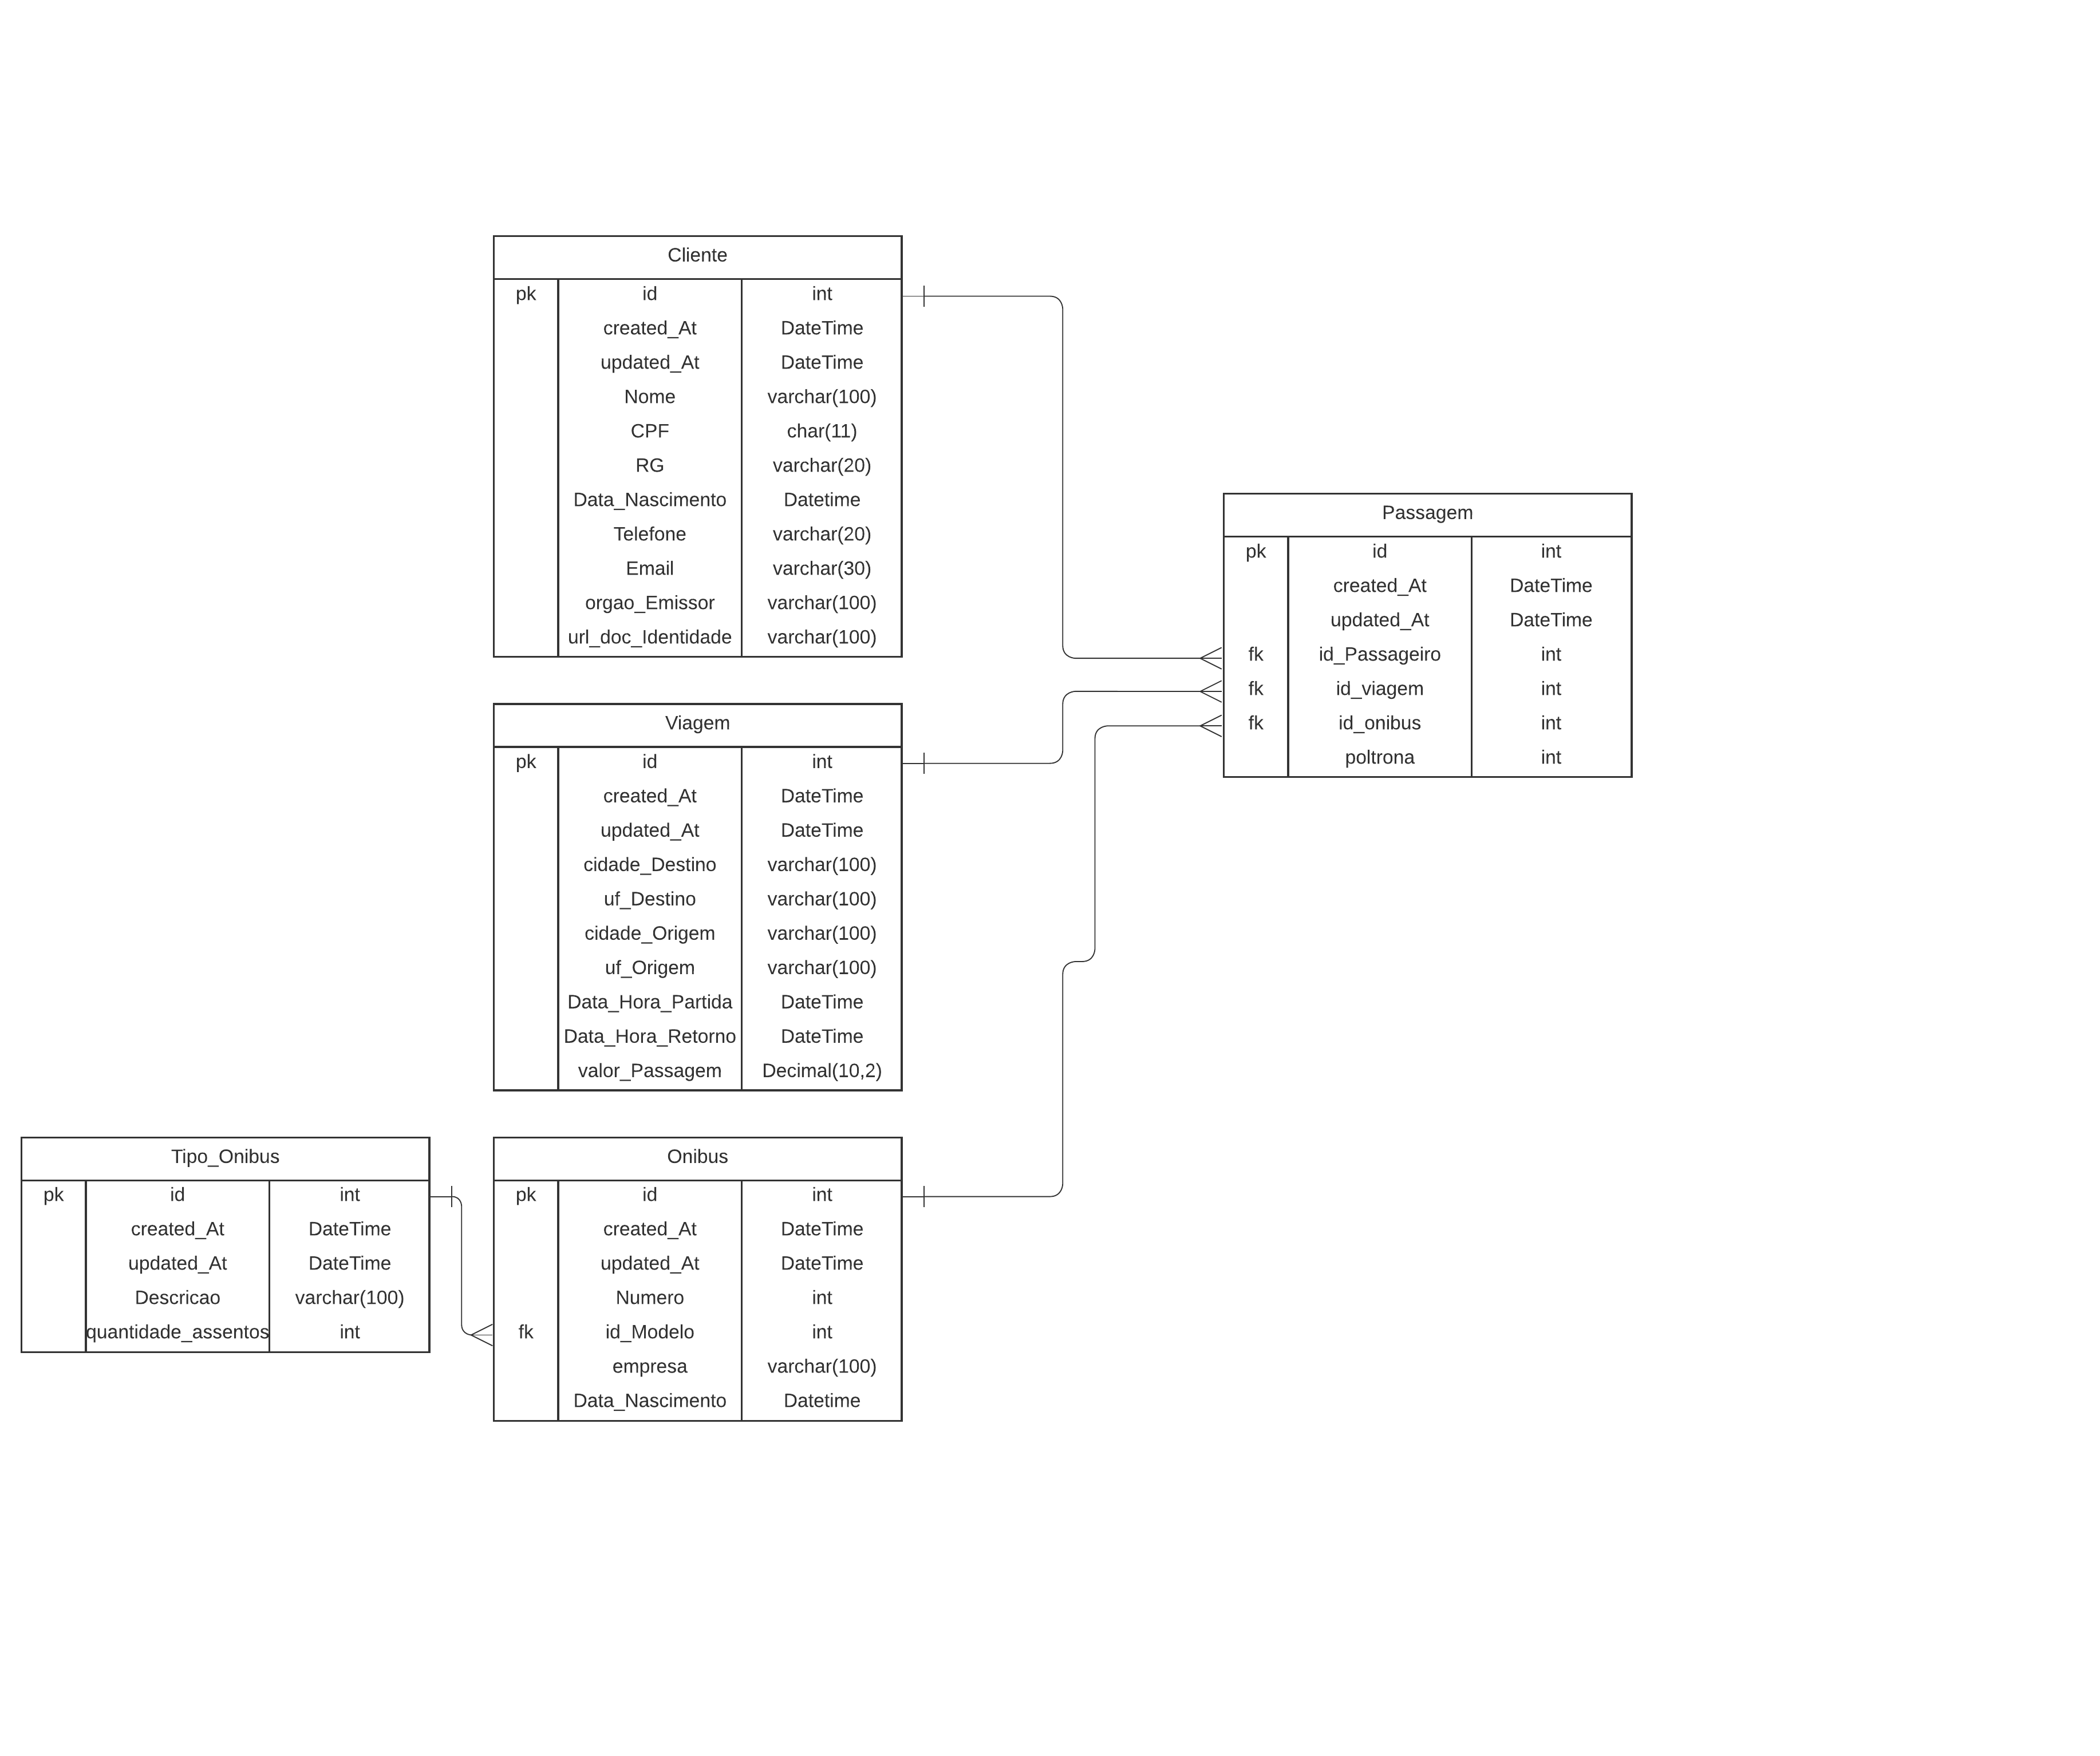 Cliente
pk id int
created_At DateTime
updated_At DateTime
Nome varchar(100)
CPF char(11)
RG varchar(20)
Data_Nascimento Datetime
Telefone varchar(20)
Email varchar(30)
orgao_Emissor varchar(100)
url_doc_Identidade varchar(100)
Passagem
pk id int
created_At DateTime
updated_At DateTime
fk id_Passageiro int
fk id_viagem int
fk id_onibus int
poltrona int
Viagem
pk id int
created_At DateTime
updated_At DateTime
cidade_Destino varchar(100)
uf_Destino varchar(100)
cidade_Origem varchar(100)
uf_Origem varchar(100)
Data_Hora_Partida DateTime
Data_Hora_Retorno DateTime
valor_Passagem Decimal(10,2)
Tipo_Onibus
pk id int
created_At DateTime
updated_At DateTime
Descricao varchar(100)
quantidade_assentos int
Onibus
pk id int
created_At DateTime
updated_At DateTime
Numero int
fk id_Modelo int
empresa varchar(100)
Data_Nascimento Datetime